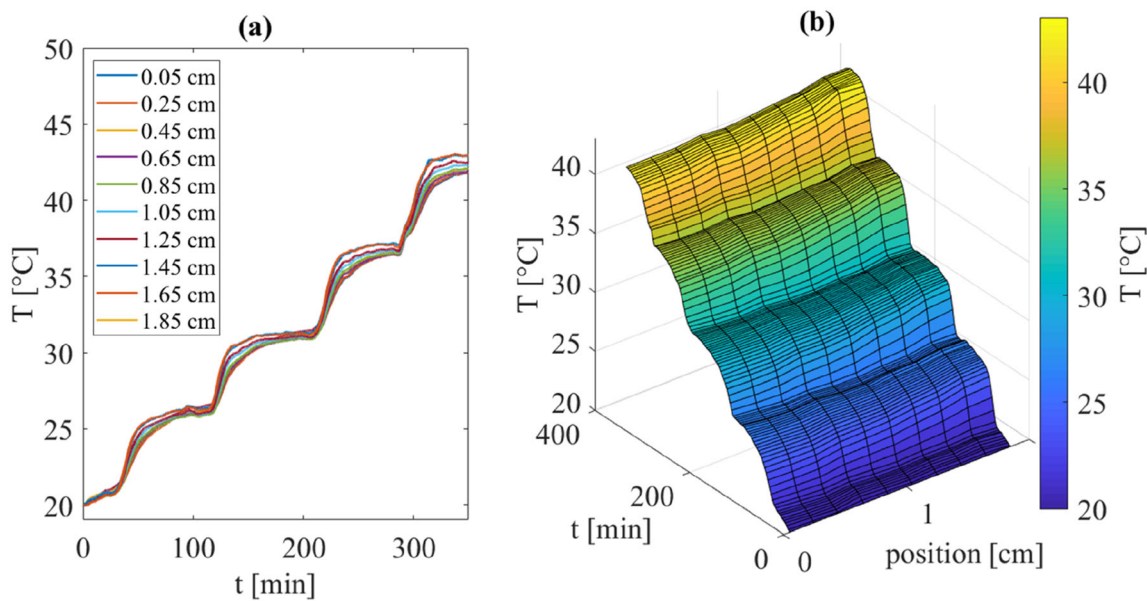 (a)
50
45
40
35
30
25
20
T [°C]
0.05 cm
0.25 cm
0.45 cm
0.65 cm
0.85 cm
1.05 cm
1.25 cm
1.45 cm
1.65 cm
1.85 cm
0
100
200
300
t [min]
(b)
40
35
30
25
20
T [°C]
400
200
0
t [min]
0
1
position [cm]
40
35
30
25
20
T [°C]